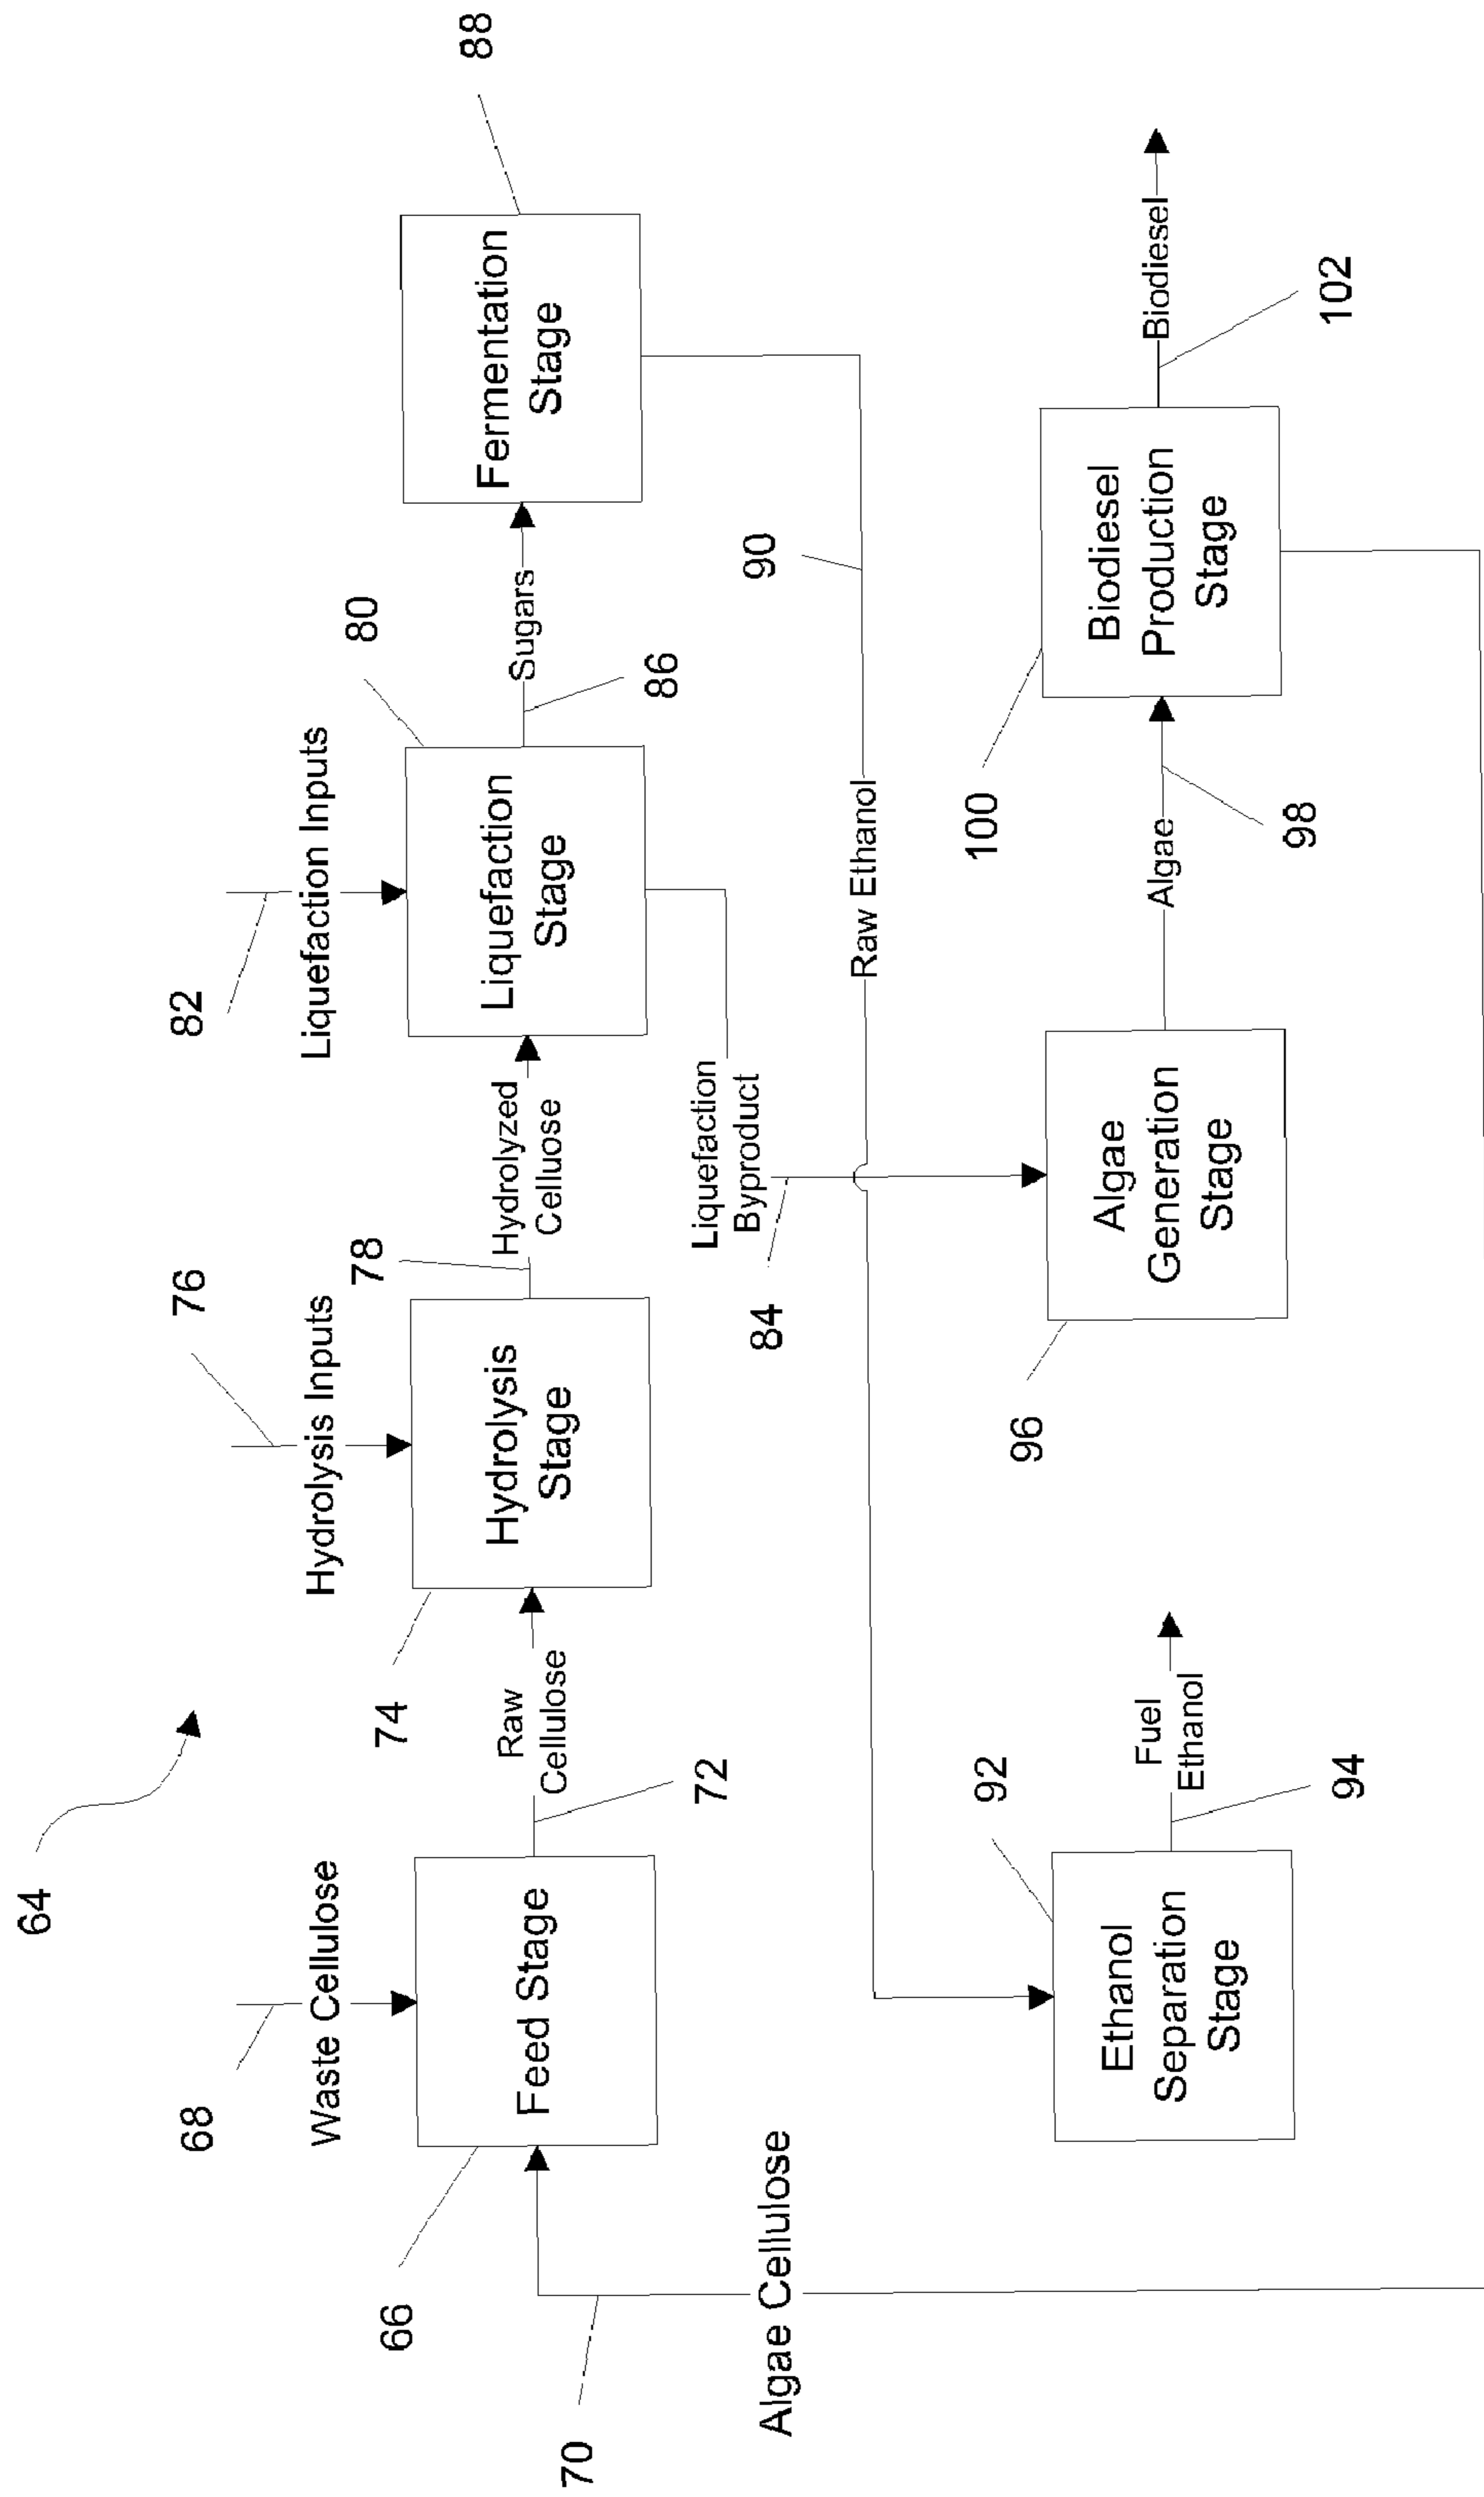 64
68
Waste Cellulose
66
Feed Stage
70
Algae Cellulose
72
Raw
Cellulose
76
Hydrolysis Inputs
74
Hydrolysis
Stage
78
Hydrolyzed
Celluose
82
Liquefaction Inputs
80
Liquefaction
Stage
86
Sugars
88
Fermentation
Stage
Liquefaction
Byproduct
84
90
Raw Ethanol
92
Ethanol
Separation
Stage
94
Fuel
Ethanol
96
Algae
Generation
Stage
98
Algae
100
Biodiesel
Production
Stage
102
Biodiesel